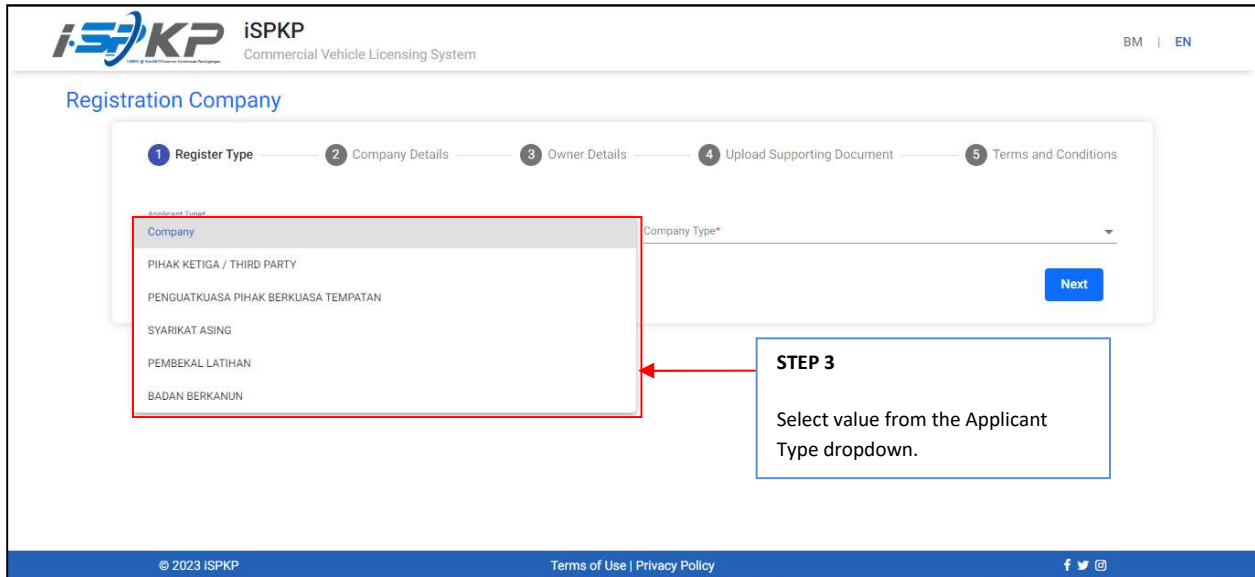 i.SPKP
iSPKP
Commercial Vehicle Licensing System
BM | EN
Registration Company
1 Register Type
2 Company Details
3 Owner Details
4 Upload Supporting Document
5 Terms and Conditions
Applicant Type*
Company
Company Type*
PIHAK KETIGA / THIRD PARTY
PENGUATKUASA PIHAK BERKUASA TEMPATAN
SYARIKAT ASING
PEMBEKAL LATIHAN
BADAN BERKANUN
Next
STEP 3
Select value from the Applicant
Type dropdown.
© 2023 iSPKP
Terms of Use | Privacy Policy